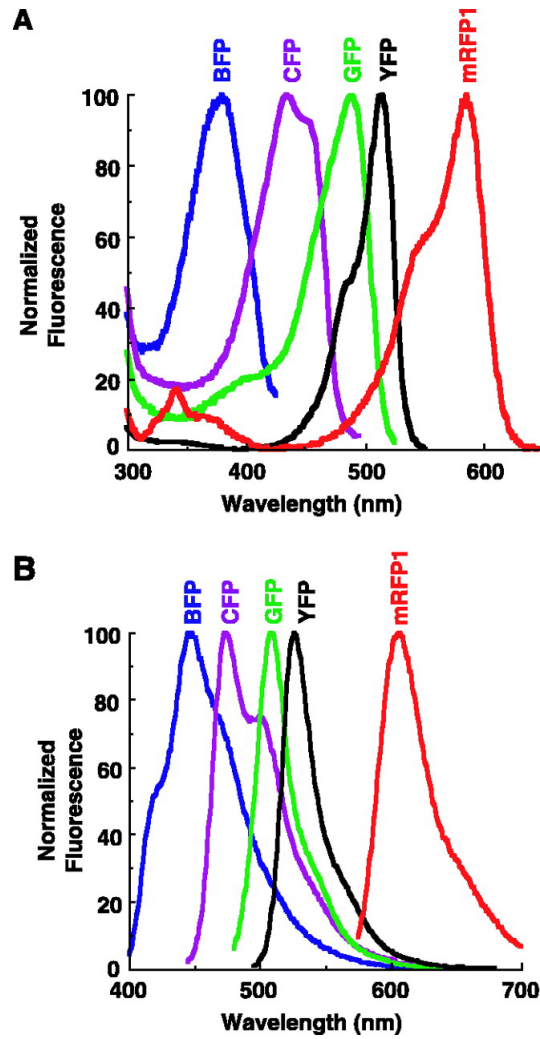 A
BFP
CFP
GFP
YFP
mRFP1
100
80
60
40
20
0
Normalized
Fluorescence
300
400
500
600
Wavelength (nm)
B
BFP
CFP
GFP
YFP
mRFP1
100
80
60
40
20
0
Normalized
Fluorescence
400
500
600
700
Wavelength (nm)